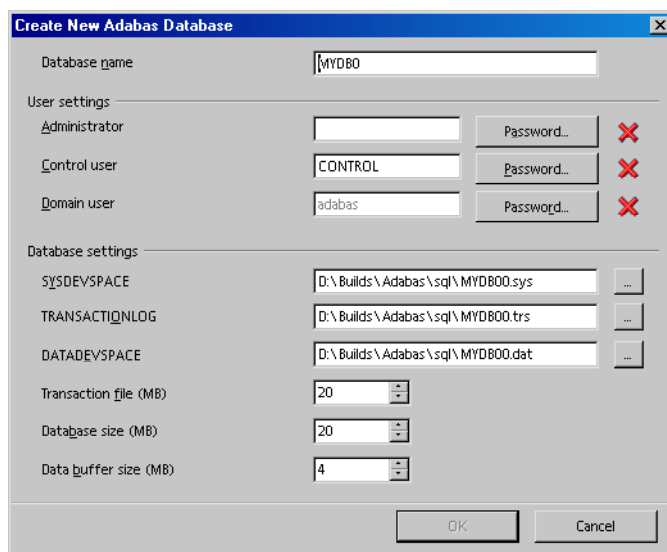 Create New Adabas Database
Database name MYDB0
User settings
Administrator Password...
Control user CONTROL Password...
Domain user adabas Password...
Database settings
SYSDEVSPACE D:\Builds\Adabas\sql\MYDB00.sys ...
TRANSACTIONLOG D:\Builds\Adabas\sql\MYDB00.trs ...
DATADEVSPACE D:\Builds\Adabas\sql\MYDB00.dat ...
Transaction file (MB) 20
Database size (MB) 20
Data buffer size (MB) 4
OK Cancel